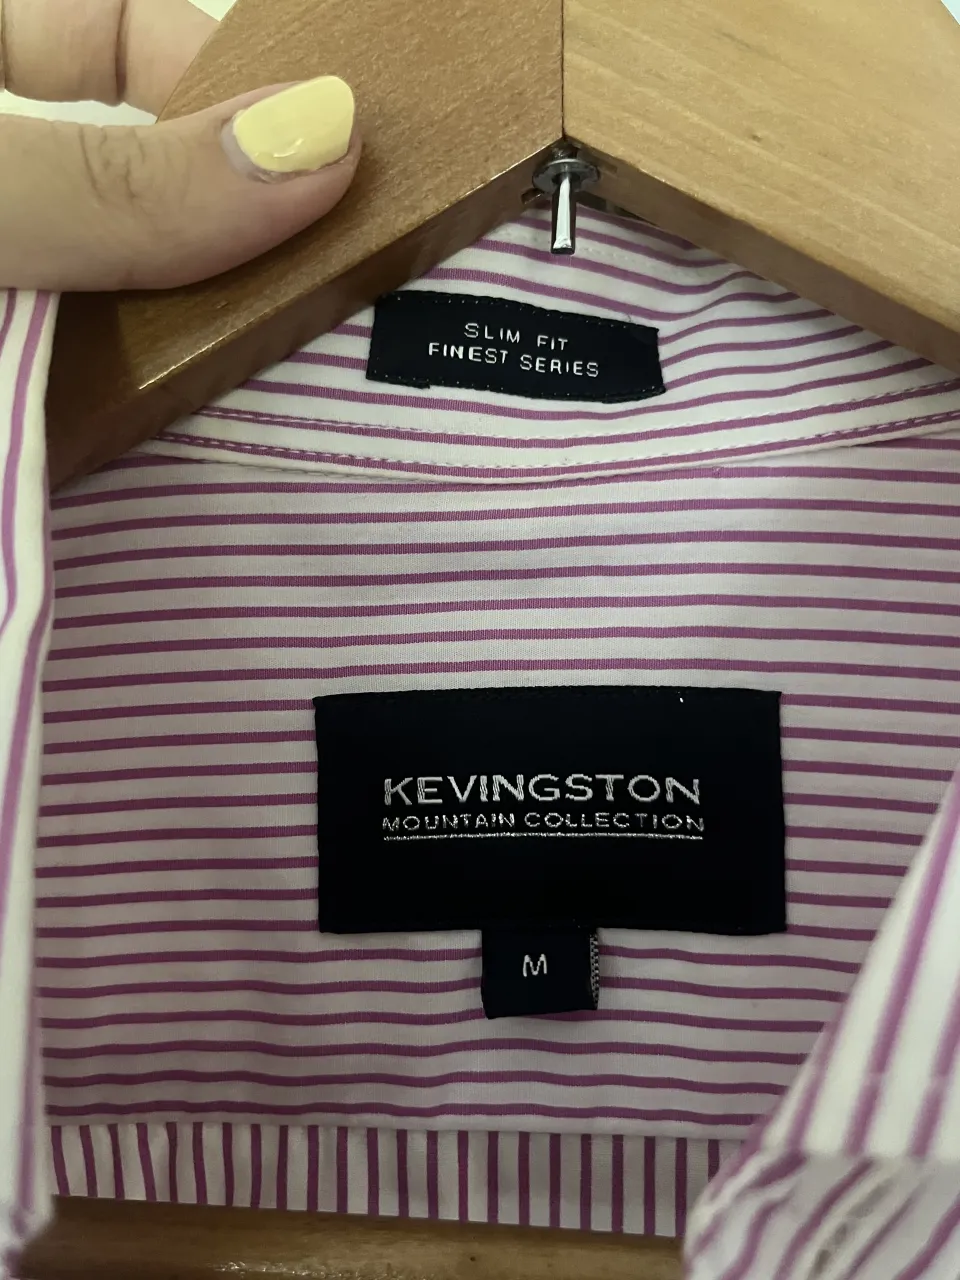 SLIM FIT
FINEST SERIES
KEVINGSTON
MOUNTAIN COLLECTION
M